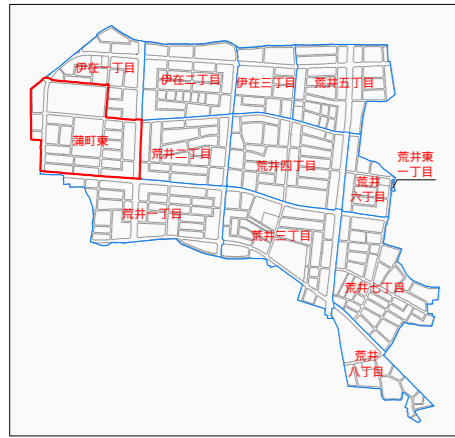 伊在一丁目
伊在二丁目
伊在三丁目
荒井五丁目
蒲町東
荒井二丁目
荒井四丁目
荒井東
一丁目
荒井
六丁目
荒井一丁目
荒井三丁目
荒井七丁目
荒井
八丁目